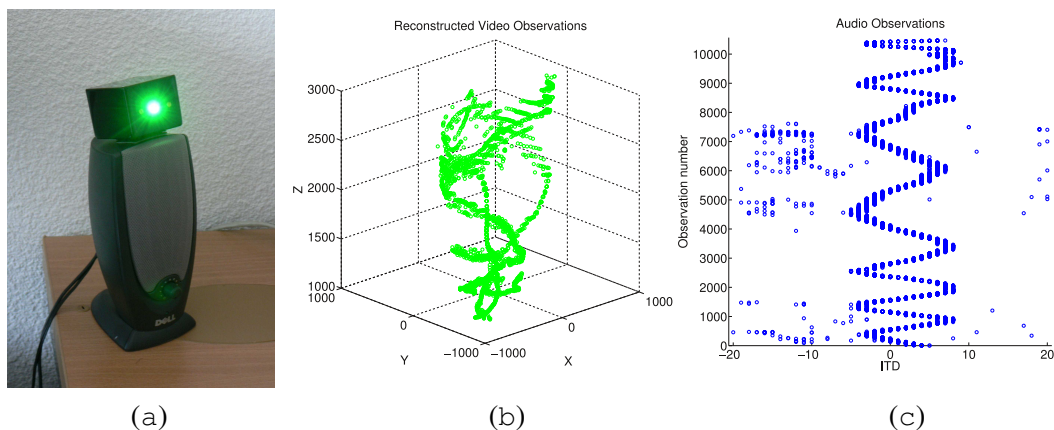 DELL
(a)
Reconstructed Video Observations
3000
2500
2000
1500
1000
Z
1000
0
−1000
Y
−1000
0
1000
X
(b)
Audio Observations
10000
9000
8000
7000
6000
5000
4000
3000
2000
1000
0
Observation number
−20
−10
0
10
20
ITD
(c)